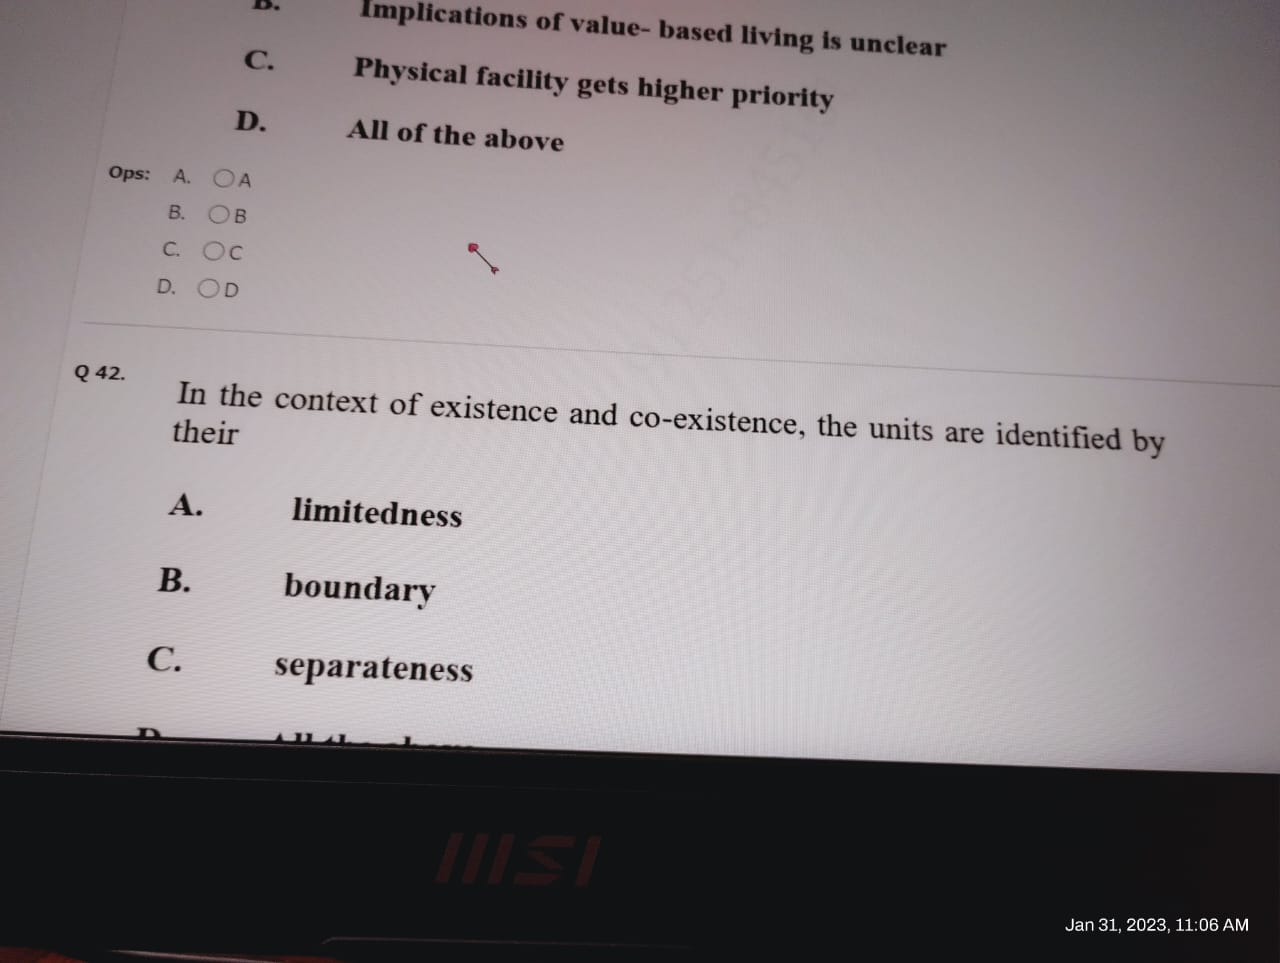 B. Implications of value- based living is unclear
C. Physical facility gets higher priority
D. All of the above
Ops: A. A
B. B
C. C
D. D
Q 42. In the context of existence and co-existence, the units are identified by
their
A. limitedness
B. boundary
C. separateness
D
msi
Jan 31, 2023, 11:06 AM